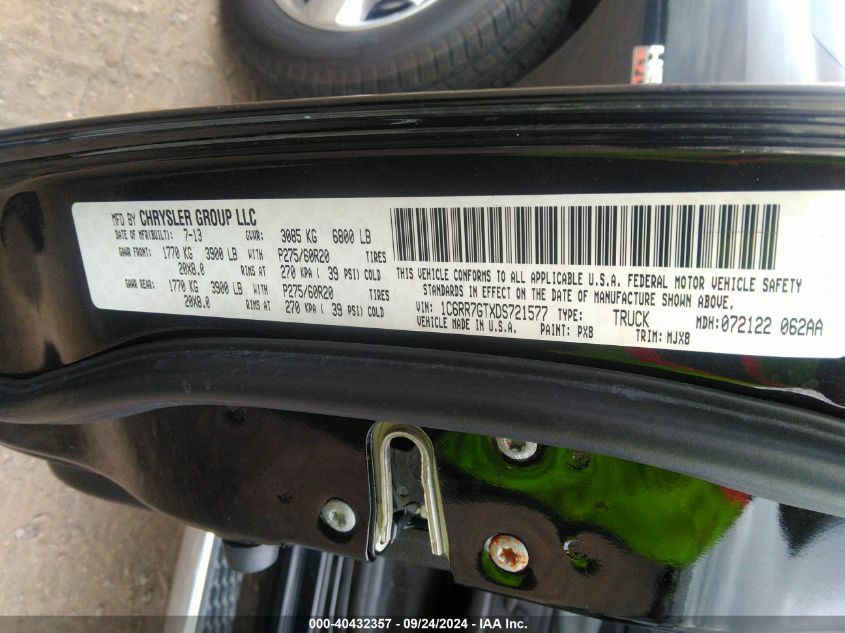 MFD BY CHRYSLER GROUP LLC
DATE OF MFR(BUILT): 7-13 GVWR: 3085 KG 6800 LB
GAWR FRONT: 1770 KG 3900 LB WITH P275/60R20 TIRES
20X8.0 RIMS AT 270 KPA ( 39 PSI) COLD
GAWR REAR: 1770 KG 3900 LB WITH P275/60R20 TIRES
20X8.0 RIMS AT 270 KPA ( 39 PSI) COLD
THIS VEHICLE CONFORMS TO ALL APPLICABLE U.S.A. FEDERAL MOTOR VEHICLE SAFETY
STANDARDS IN EFFECT ON THE DATE OF MANUFACTURE SHOWN ABOVE.
VIN: 1C6RR7GTXDS721577 TYPE: TRUCK MDH:072122 062AA
VEHICLE MADE IN U.S.A. PAINT: PX8 TRIM: MJX8
000-40432357 - 09/24/2024 - IAA, Inc.